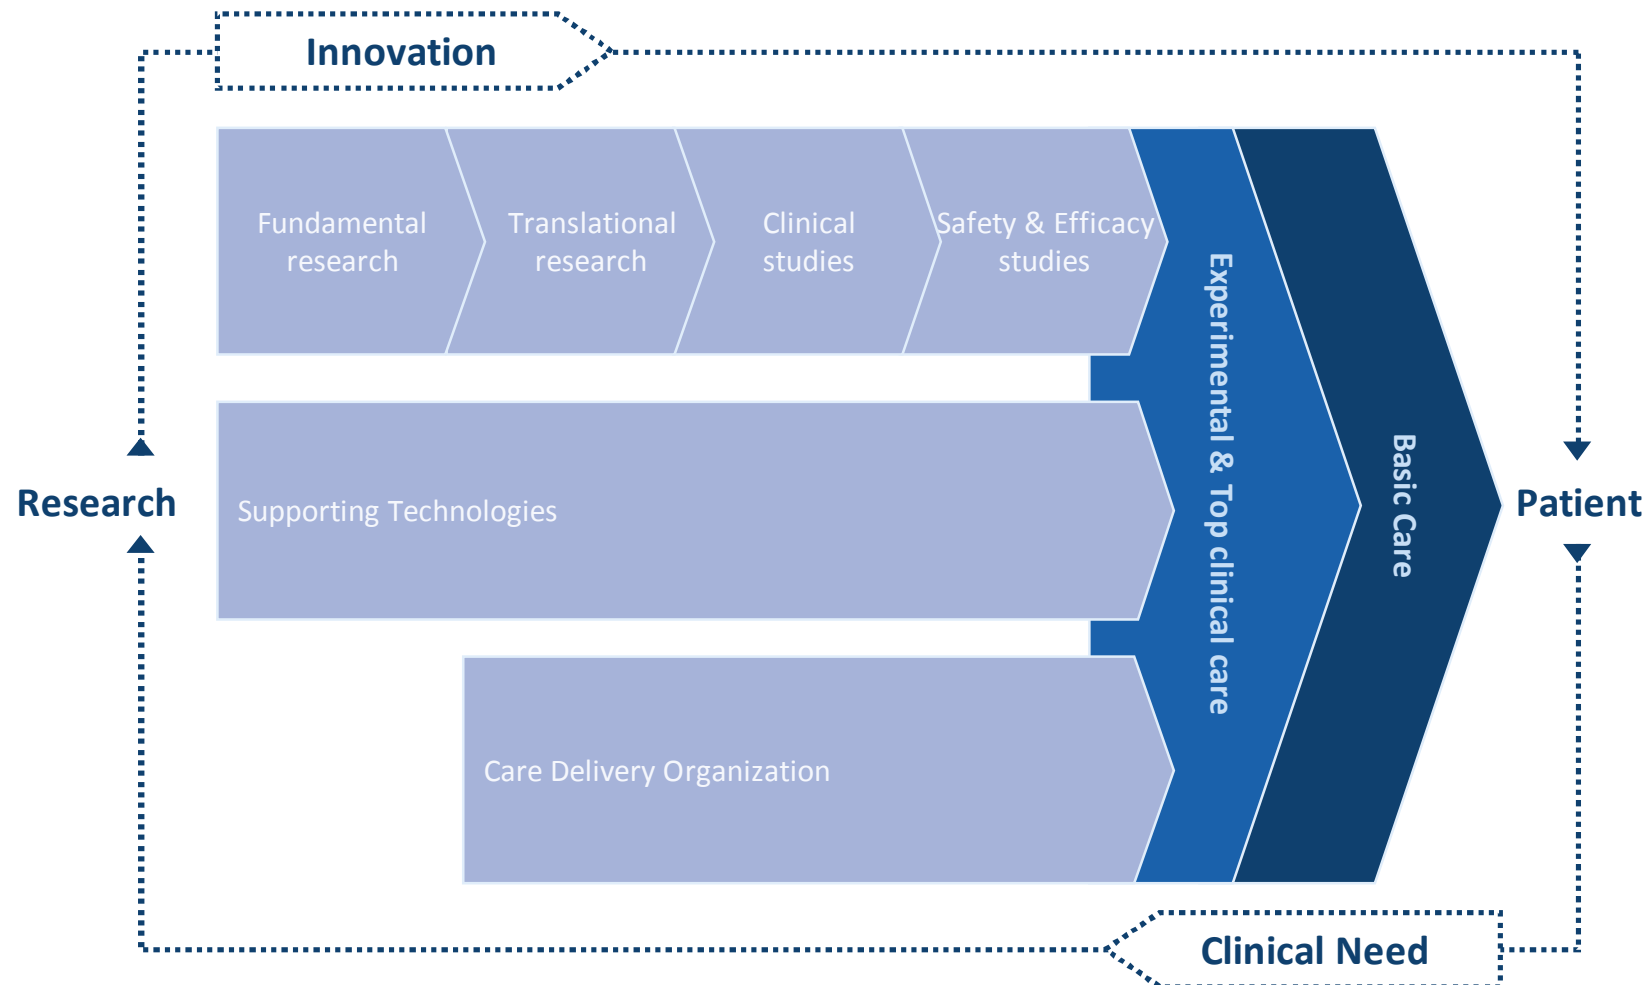 Innovation
Fundamental
research
Translational
research
Clinical
studies
Safety & Efficacy
studies
Experimental & Top clinical care
Basic Care
Research
Supporting Technologies
Patient
Care Delivery Organization
Clinical Need